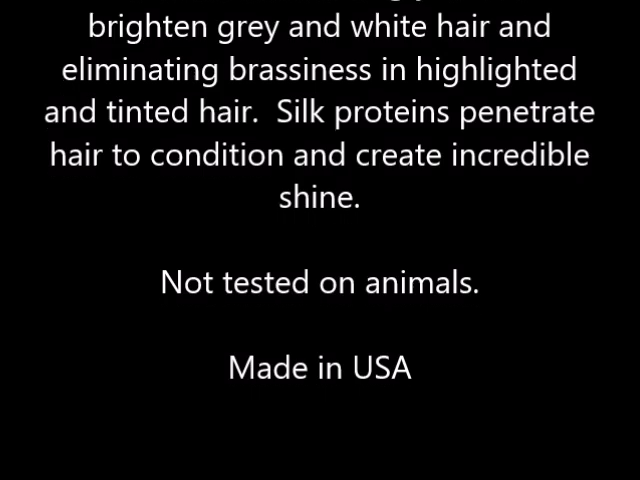 brighten grey and white hair and
eliminating brassiness in highlighted
and tinted hair.  Silk proteins penetrate
hair to condition and create incredible
shine.
Not tested on animals.
Made in USA